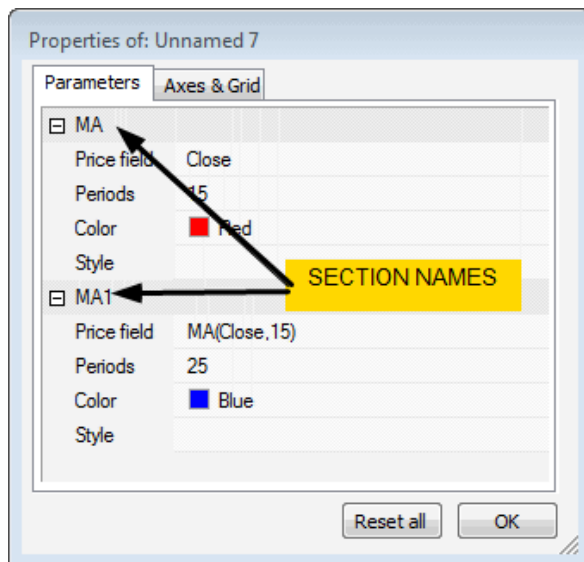 Properties of: Unnamed 7
Parameters Axes & Grid
MA
Price field Close
Periods 15
Color Red
Style
SECTION NAMES
MA1
Price field MA(Close,15)
Periods 25
Color Blue
Style
Reset all OK